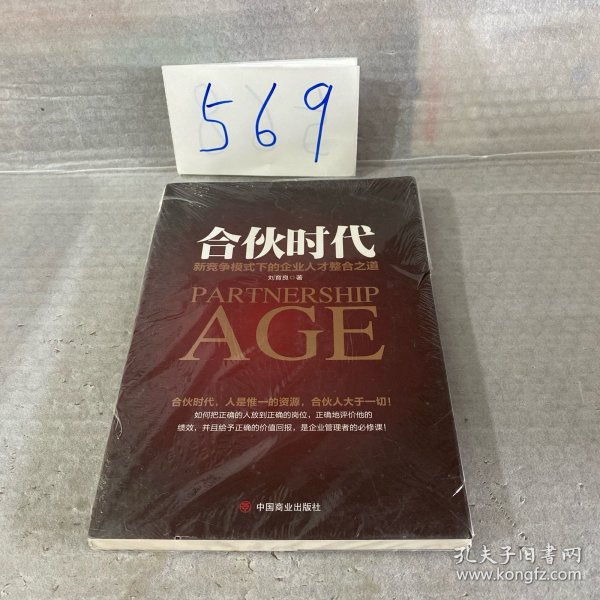 569
合伙时代
新竞争模式下的企业人才整合之道
刘育良◎著
PARTNERSHIP
AGE
合伙时代，人是惟一的资源，合伙人大于一切！
如何把正确的人放到正确的岗位，正确地评价他的
绩效，并且给予正确的价值回报，是企业管理者的必修课！
中国商业出版社
孔夫子旧书网
www.kongfz.com